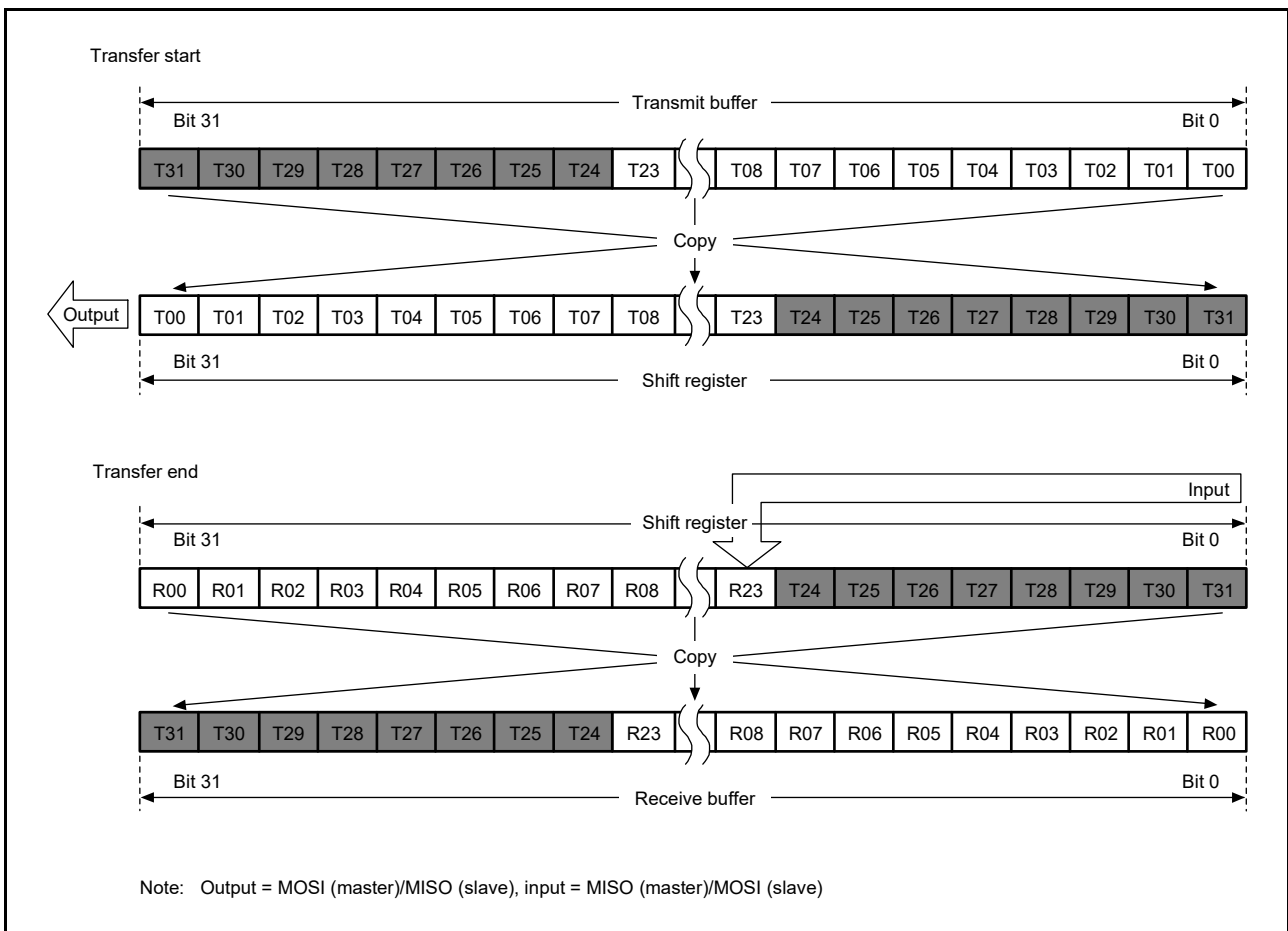 Transfer start
Transmit buffer
Bit 31 Bit 0
T31 T30 T29 T28 T27 T26 T25 T24 T23 T08 T07 T06 T05 T04 T03 T02 T01 T00
Copy
Output T00 T01 T02 T03 T04 T05 T06 T07 T08 T23 T24 T25 T26 T27 T28 T29 T30 T31
Bit 31 Bit 0
Shift register
Transfer end
Input
Shift register
Bit 31 Bit 0
R00 R01 R02 R03 R04 R05 R06 R07 R08 R23 T24 T25 T26 T27 T28 T29 T30 T31
Copy
T31 T30 T29 T28 T27 T26 T25 T24 R23 R08 R07 R06 R05 R04 R03 R02 R01 R00
Bit 31 Bit 0
Receive buffer
Note: Output = MOSI (master)/MISO (slave), input = MISO (master)/MOSI (slave)